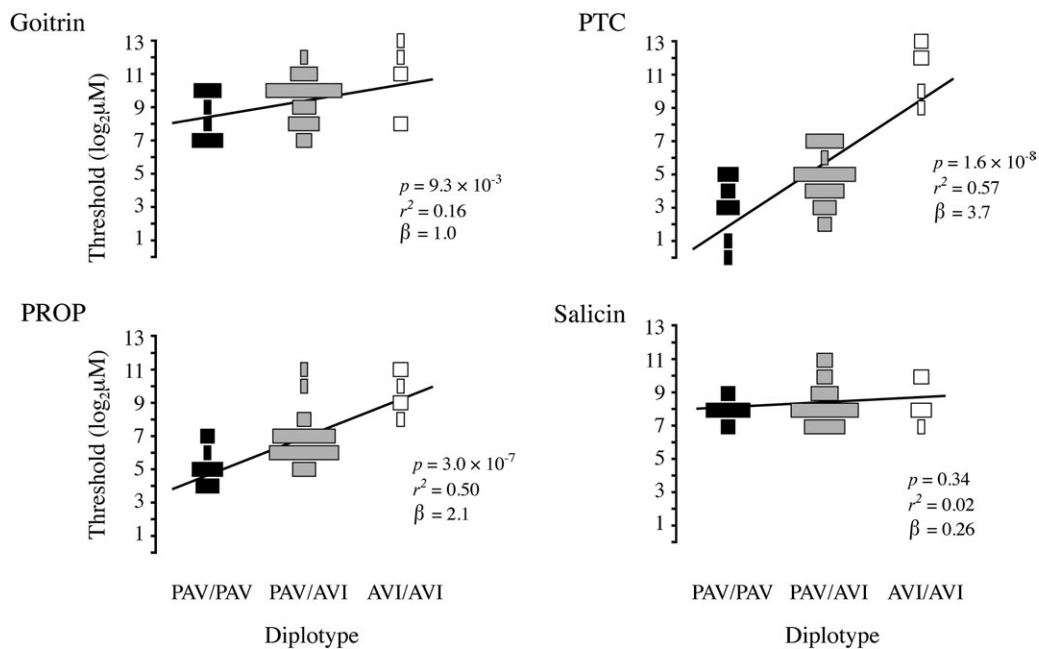 Goitrin
Threshold (log₂μM)
13
11
9
7
5
3
1
p = 9.3 × 10⁻³
r² = 0.16
β = 1.0
PTC
13
11
9
7
5
3
1
p = 1.6 × 10⁻⁸
r² = 0.57
β = 3.7
PROP
Threshold (log₂μM)
13
11
9
7
5
3
1
p = 3.0 × 10⁻⁷
r² = 0.50
β = 2.1
PAV/PAV PAV/AVI AVI/AVI
Diplotype
Salicin
13
11
9
7
5
3
1
p = 0.34
r² = 0.02
β = 0.26
PAV/PAV PAV/AVI AVI/AVI
Diplotype